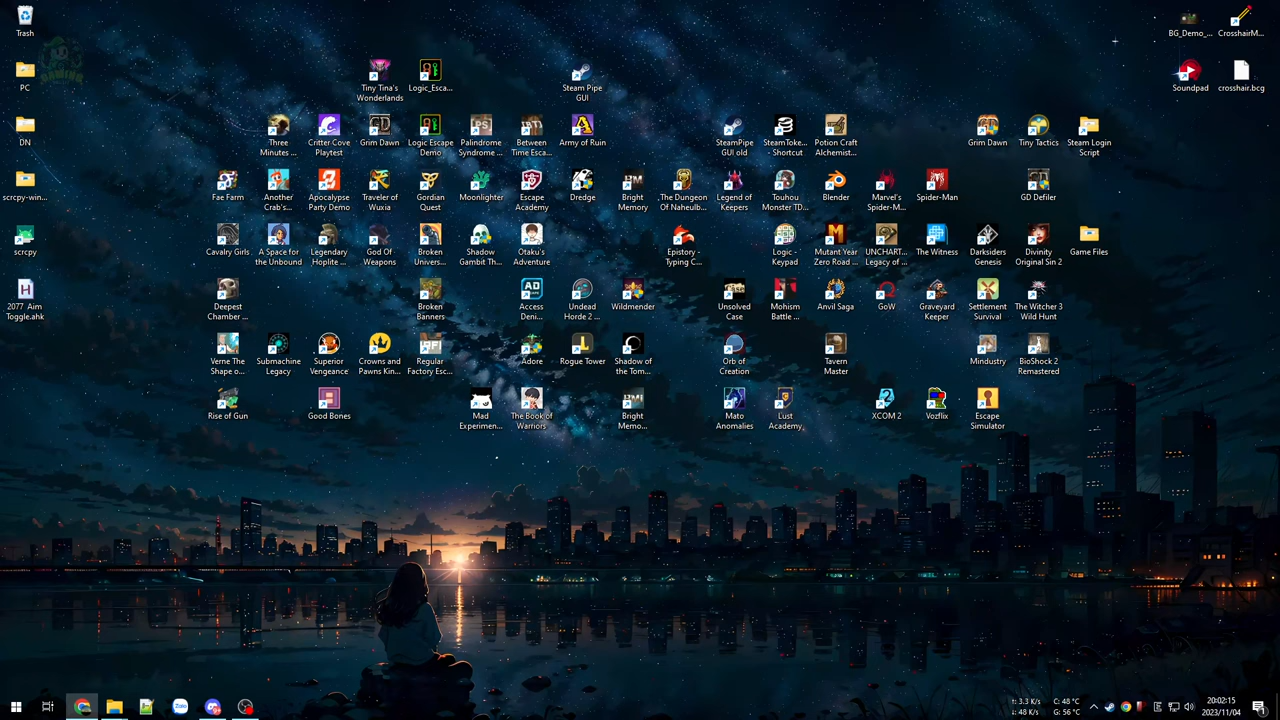 Trash
BG_Demo_...
CrosshairM...
GAMING
PC
Tiny Tina's
Wonderlands
Logic_Esca...
Steam Pipe
GUI
Soundpad
crosshair.bcg
DN
Three
Minutes ...
Critter Cove
Playtest
Grim Dawn
Logic Escape
Demo
Palindrome
Syndrome ...
Between
Time Esca...
Army of Ruin
SteamPipe
GUI old
SteamToke...
- Shortcut
Potion Craft
Alchemist...
Grim Dawn
Tiny Tactics
Steam Login
Script
scrcpy-win...
Fae Farm
Another
Crab's...
Apocalypse
Party Demo
Traveler of
Wuxia
Gordian
Quest
Moonlighter
Escape
Academy
Dredge
Bright
Memory
The Dungeon
Of Naheulb...
Legend of
Keepers
Touhou
Monster TD...
Blender
Marvel's
Spider-M...
Spider-Man
GD Defiler
scrcpy
Cavalry Girls
A Space for
the Unbound
Legendary
Hoplite ...
God Of
Weapons
Broken
Univers...
Shadow
Gambit Th...
Otaku's
Adventure
Epistory -
Typing C...
Logic -
Keypad
Mutant Year
Zero Road ...
UNCHART...
Legacy of ...
The Witness
Darksiders
Genesis
Divinity
Original Sin 2
Game Files
2077 Aim
Toggle.ahk
Deepest
Chamber ...
Broken
Banners
Access
Deni...
Undead
Horde 2 ...
Wildmender
Unsolved
Case
Mohism
Battle ...
Anvil Saga
GoW
Graveyard
Keeper
Settlement
Survival
The Witcher 3
Wild Hunt
Verne The
Shape o...
Submachine
Legacy
Superior
Vengeance
Crowns and
Pawns Kin...
Regular
Factory Esc...
Adore
Rogue Tower
Shadow of
the Tom...
Orb of
Creation
Tavern
Master
Mindustry
BioShock 2
Remastered
Rise of Gun
Good Bones
Mad
Experimen...
The Book of
Warriors
Bright
Memo...
Mato
Anomalies
Lust
Academy
XCOM 2
Vozflix
Escape
Simulator
Zalo
↑: 3.3 K/s
↓: 48 K/s
C: 48 °C
G: 56 °C
20:02:15
2023/11/04